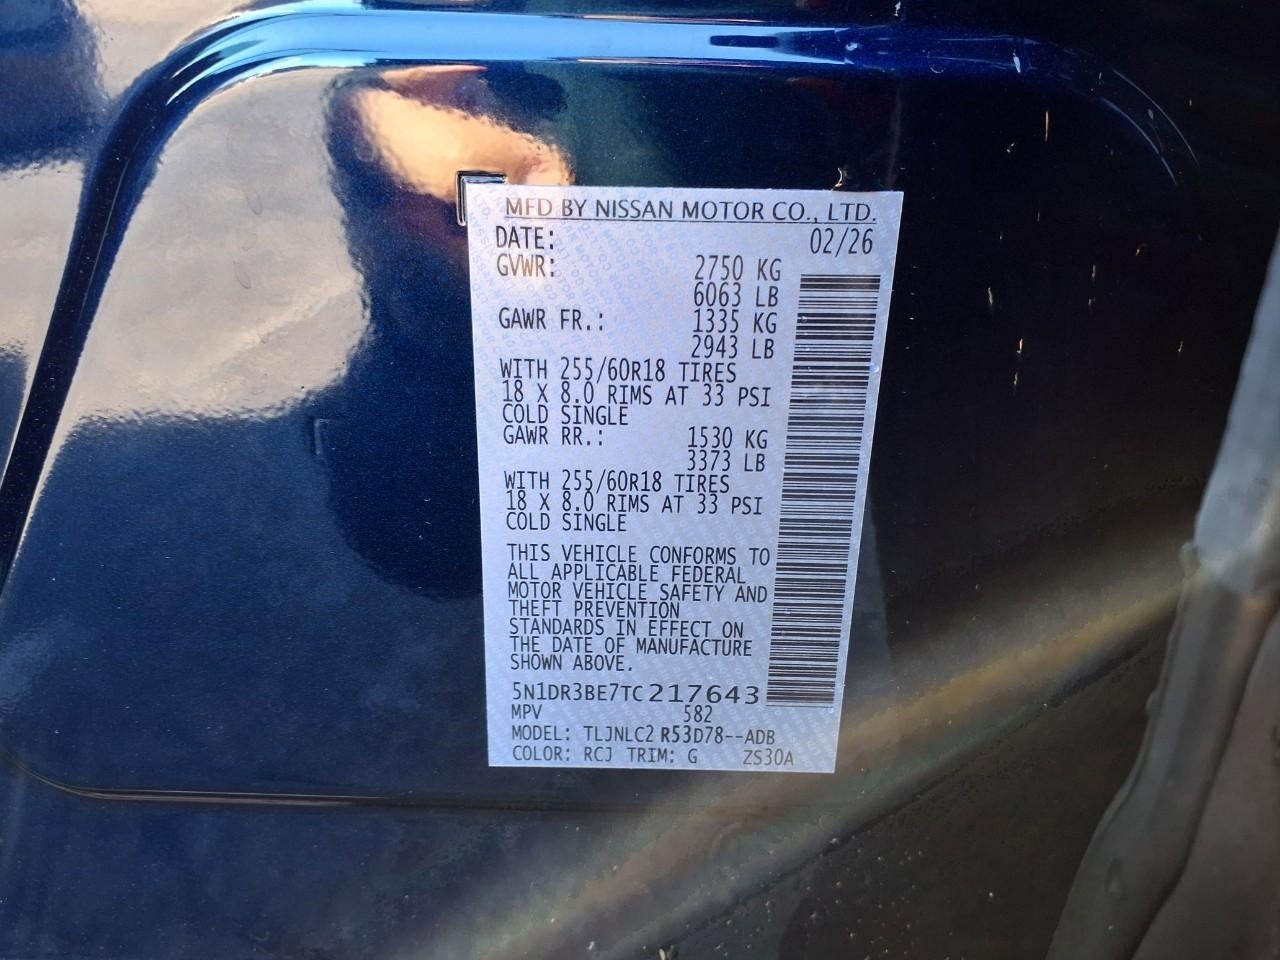 MFD BY NISSAN MOTOR CO., LTD.
DATE: 02/26
GVWR: 2750 KG
6063 LB
GAWR FR.: 1335 KG
2943 LB
WITH 255/60R18 TIRES
18 X 8.0 RIMS AT 33 PSI
COLD SINGLE
GAWR RR.: 1530 KG
3373 LB
WITH 255/60R18 TIRES
18 X 8.0 RIMS AT 33 PSI
COLD SINGLE
THIS VEHICLE CONFORMS TO
ALL APPLICABLE FEDERAL
MOTOR VEHICLE SAFETY AND
THEFT PREVENTION
STANDARDS IN EFFECT ON
THE DATE OF MANUFACTURE
SHOWN ABOVE.
5N1DR3BE7TC217643
MPV 582
MODEL: TLJNLC2 R53D78--ADB
COLOR: RCJ TRIM: G ZS30A